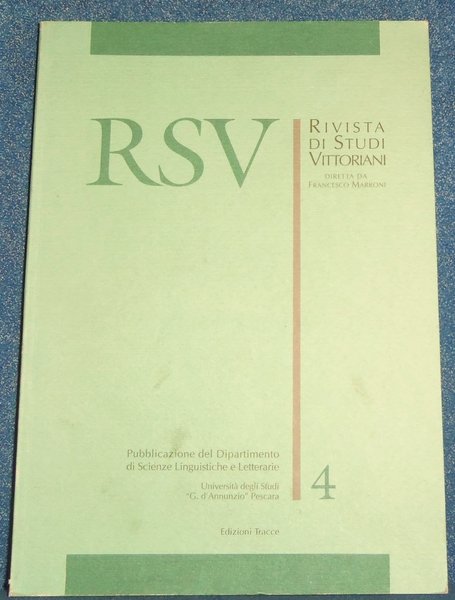 RSV
RIVISTA
DI STUDI
VITTORIANI
DIRETTA DA
FRANCESCO MARRONI
Pubblicazione del Dipartimento
di Scienze Linguistiche e Letterarie
Università degli Studi
"G. d'Annunzio" Pescara
4
Edizioni Tracce